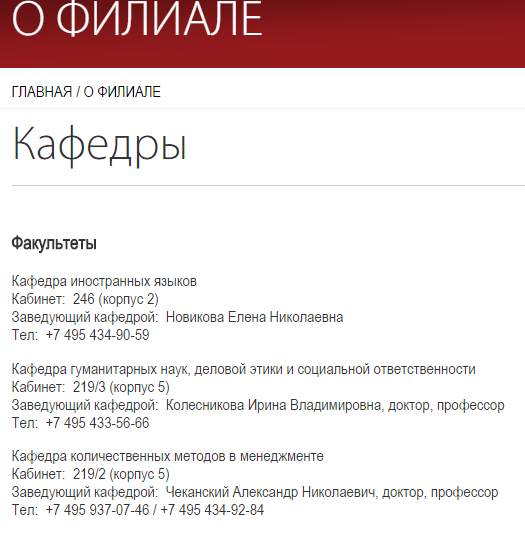 О ФИЛИАЛЕ
ГЛАВНАЯ / О ФИЛИАЛЕ
Кафедры
Факультеты
Кафедра иностранных языков
Кабинет: 246 (корпус 2)
Заведующий кафедрой: Новикова Елена Николаевна
Тел: +7 495 434-90-59
Кафедра гуманитарных наук, деловой этики и социальной ответственности
Кабинет: 219/3 (корпус 5)
Заведующий кафедрой: Колесникова Ирина Владимировна, доктор, профессор
Тел: +7 495 433-56-66
Кафедра количественных методов в менеджменте
Кабинет: 219/2 (корпус 5)
Заведующий кафедрой: Чеканский Александр Николаевич, доктор, профессор
Тел: +7 495 937-07-46 / +7 495 434-92-84